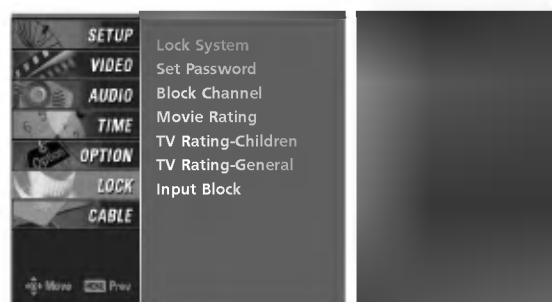 SETUP
VIDEO
AUDIO
TIME
OPTION
LOCK
CABLE
Move MENU Prev
Lock System
Set Password
Block Channel
Movie Rating
TV Rating-Children
TV Rating-General
Input Block